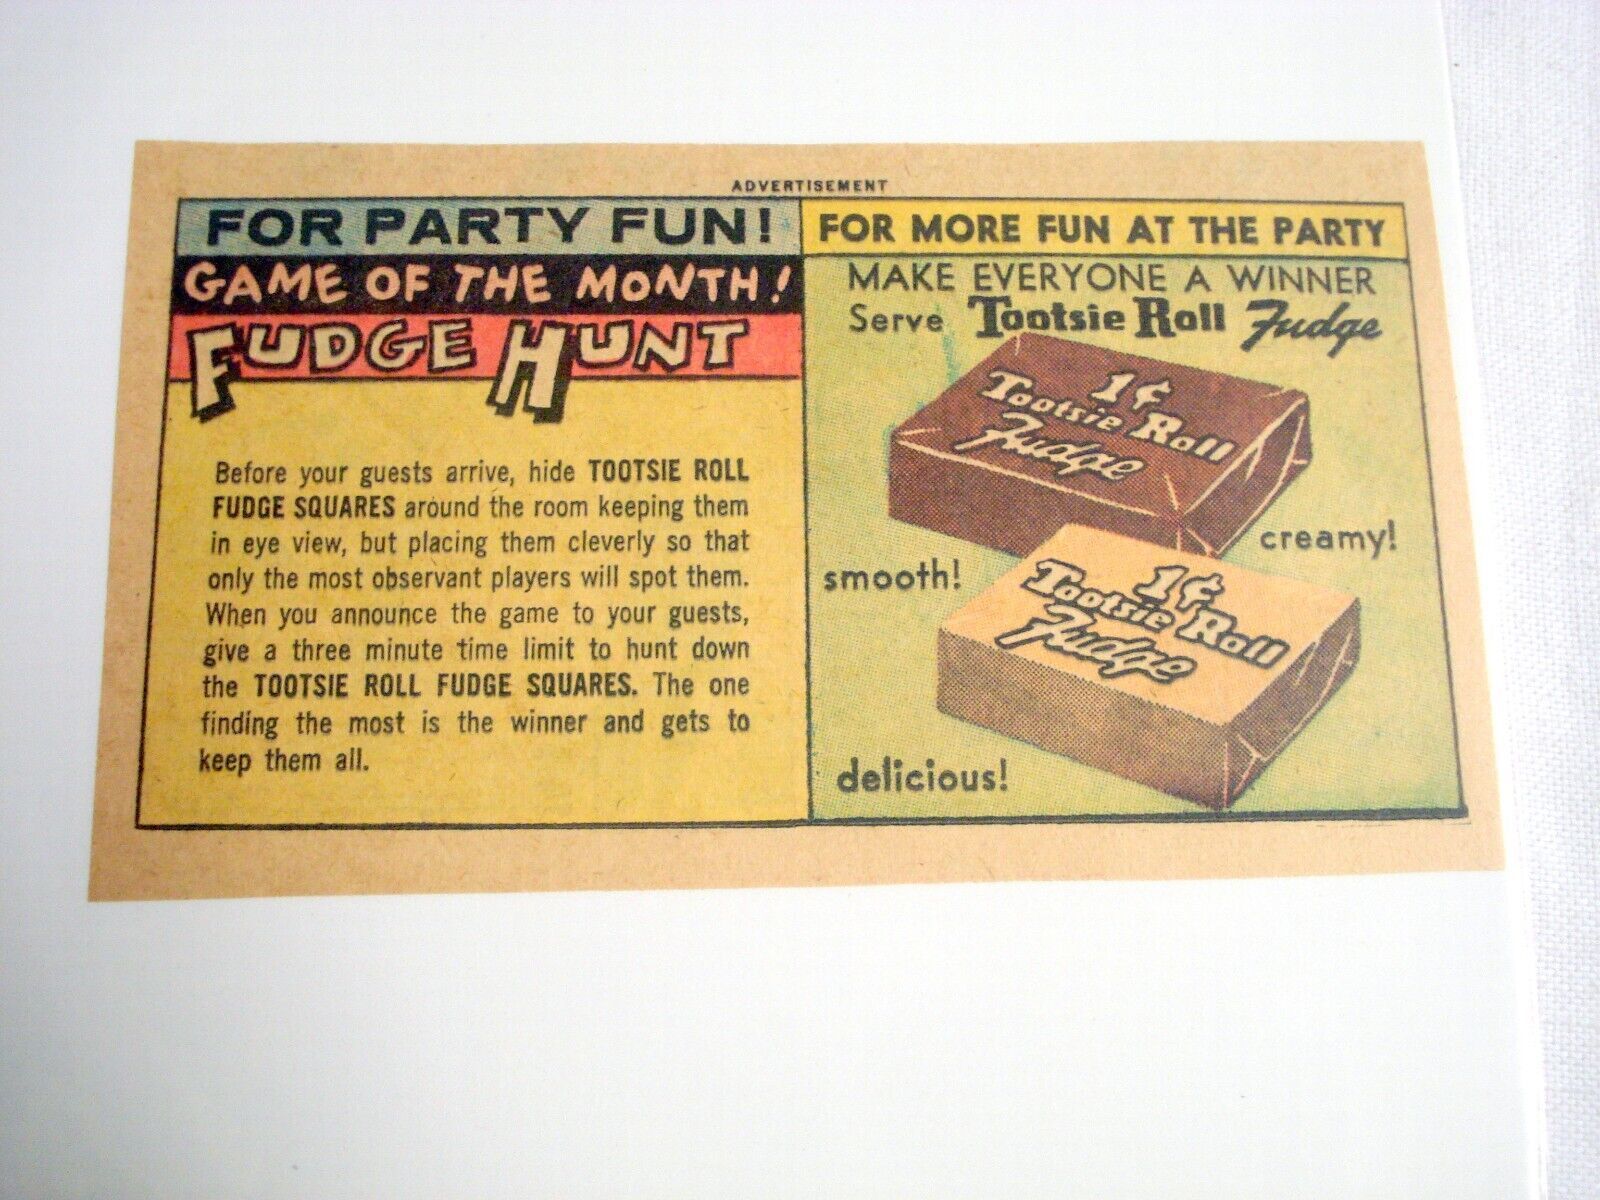 ADVERTISEMENT
FOR PARTY FUN!
GAME OF THE MONTH!
FUDGE HUNT
Before your guests arrive, hide TOOTSIE ROLL
FUDGE SQUARES around the room keeping them
in eye view, but placing them cleverly so that
only the most observant players will spot them.
When you announce the game to your guests,
give a three minute time limit to hunt down
the TOOTSIE ROLL FUDGE SQUARES. The one
finding the most is the winner and gets to
keep them all.
FOR MORE FUN AT THE PARTY
MAKE EVERYONE A WINNER
Serve Tootsie Roll Fudge
1¢
Tootsie Roll
Fudge
creamy!
smooth!
1¢
Tootsie Roll
Fudge
delicious!